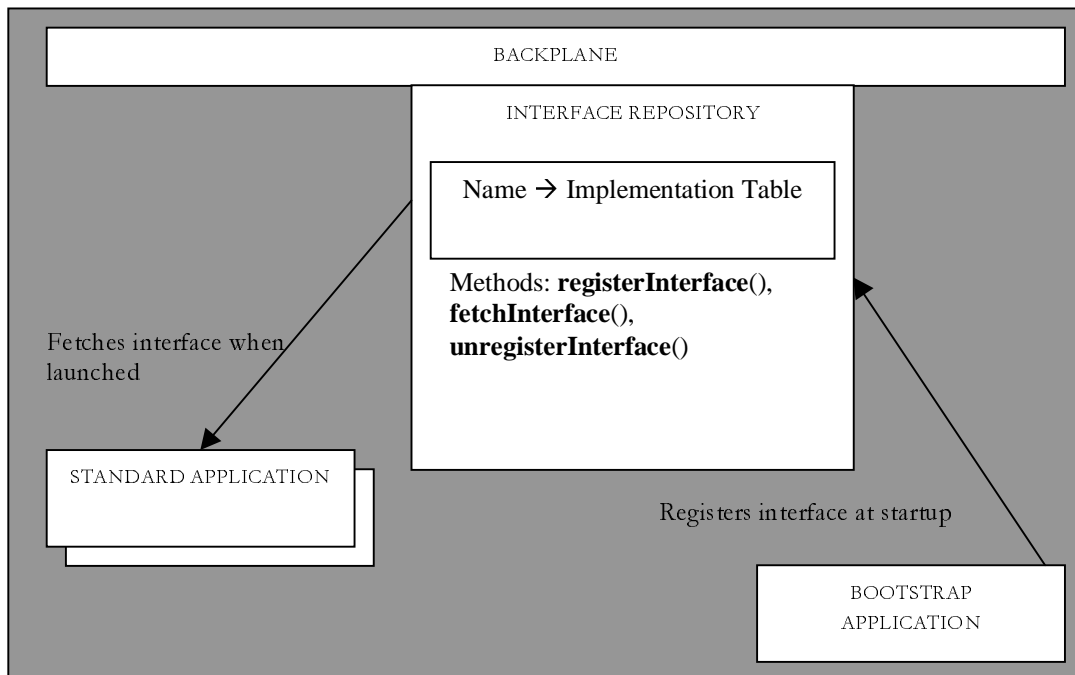 BACKPLANE
INTERFACE REPOSITORY
Name → Implementation Table
Methods: registerInterface(),
fetchInterface(),
unregisterInterface()
Fetches interface when
launched
STANDARD APPLICATION
Registers interface at startup
BOOTSTRAP
APPLICATION